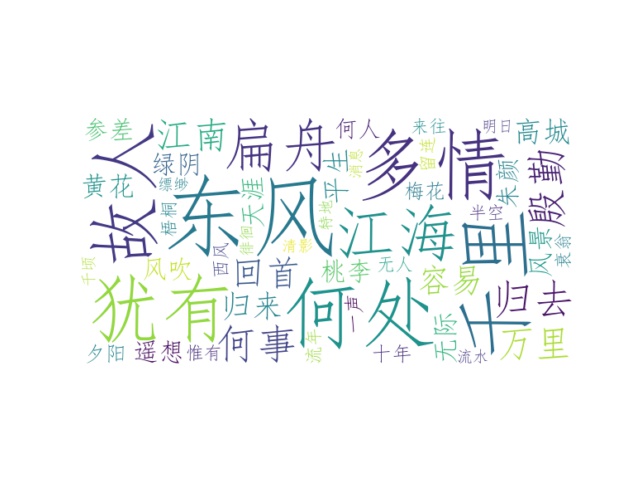 参差
江南
扁舟
何人
来往
明日
高城
故人
绿阴
多情
留连
消息
平生
黄花
缥缈
天涯
东风
梅花
朱颜
殷勤
梧桐
徘徊
特地
江海
半空
千里
风景
衰翁
清影
千顷
风吹
西风
回首
桃李
无人
容易
犹有
归来
何处
一声
归去
无际
夕阳
遥想
惟有
何事
流年
十年
流水
万里